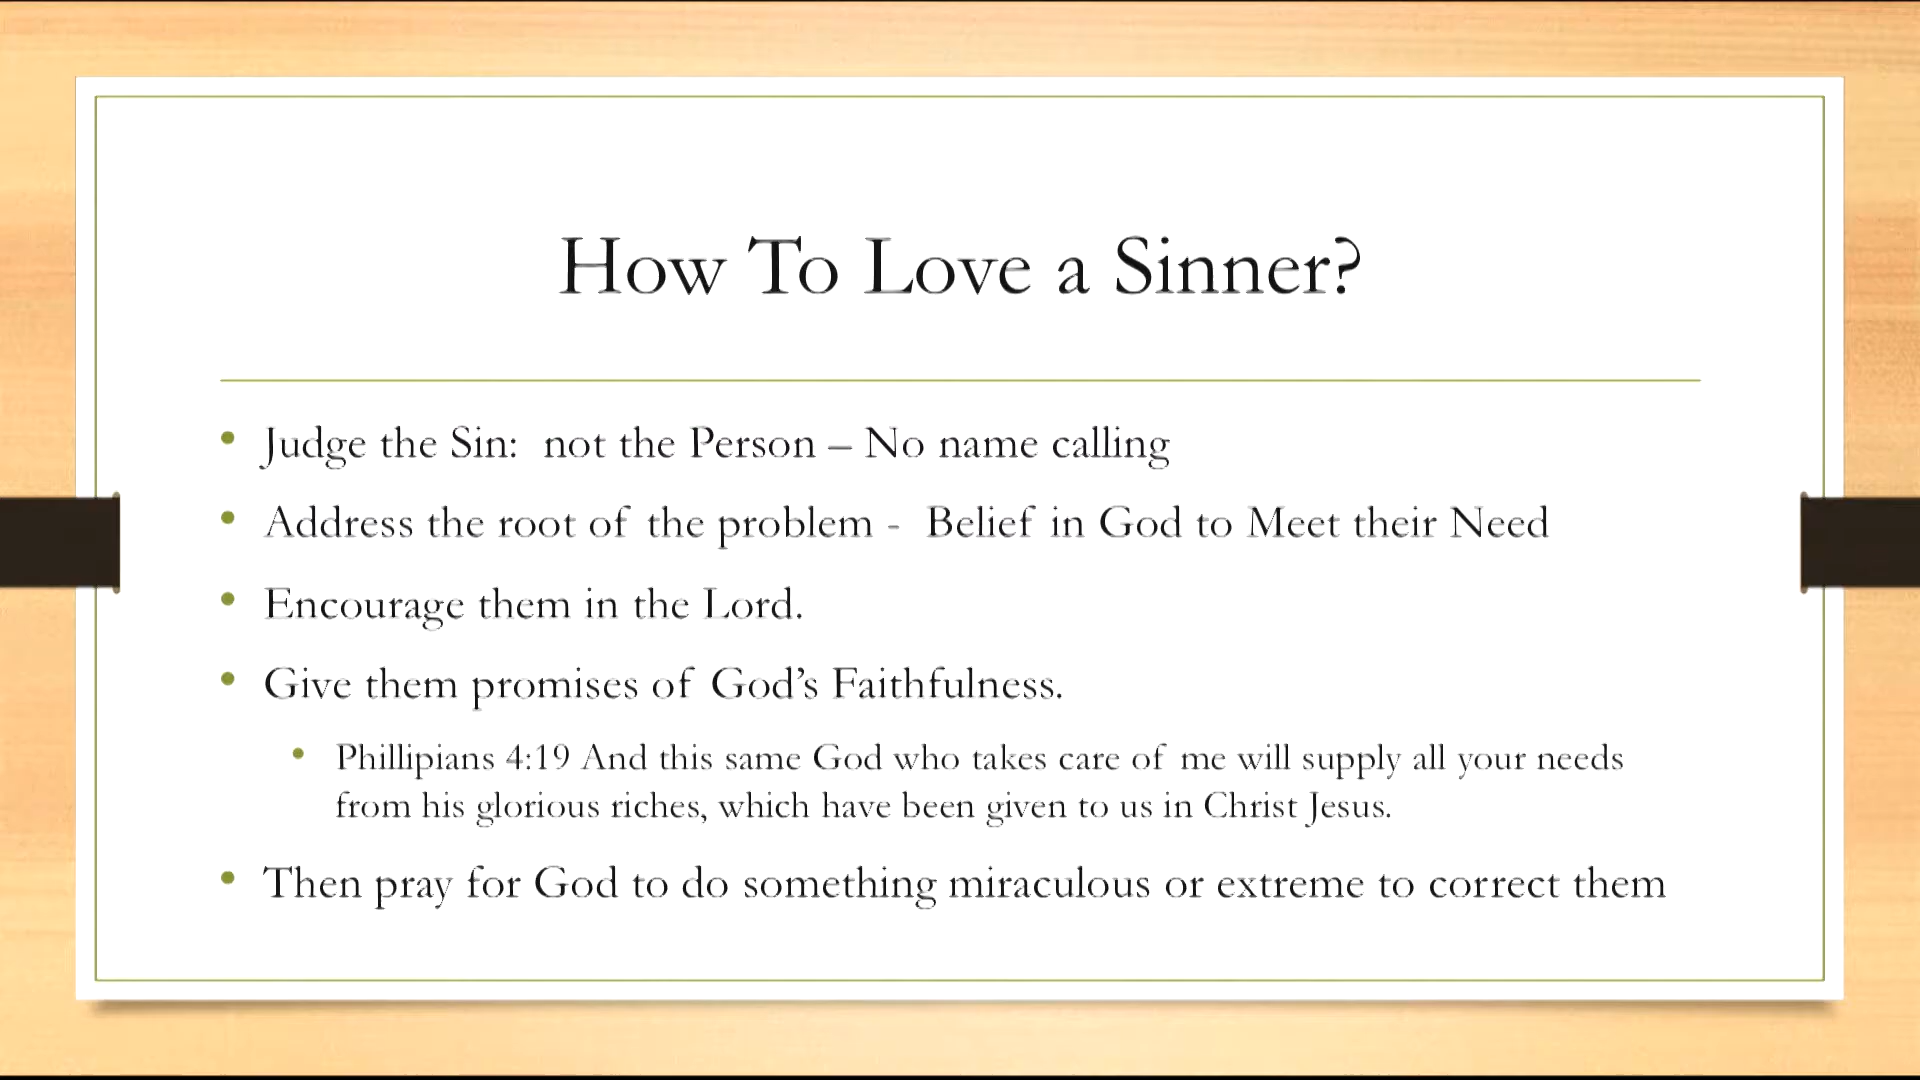 How To Love a Sinner?
• Judge the Sin:  not the Person – No name calling
• Address the root of the problem -  Belief in God to Meet their Need
• Encourage them in the Lord.
• Give them promises of God’s Faithfulness.
• Phillipians 4:19 And this same God who takes care of me will supply all your needs
from his glorious riches, which have been given to us in Christ Jesus.
• Then pray for God to do something miraculous or extreme to correct them